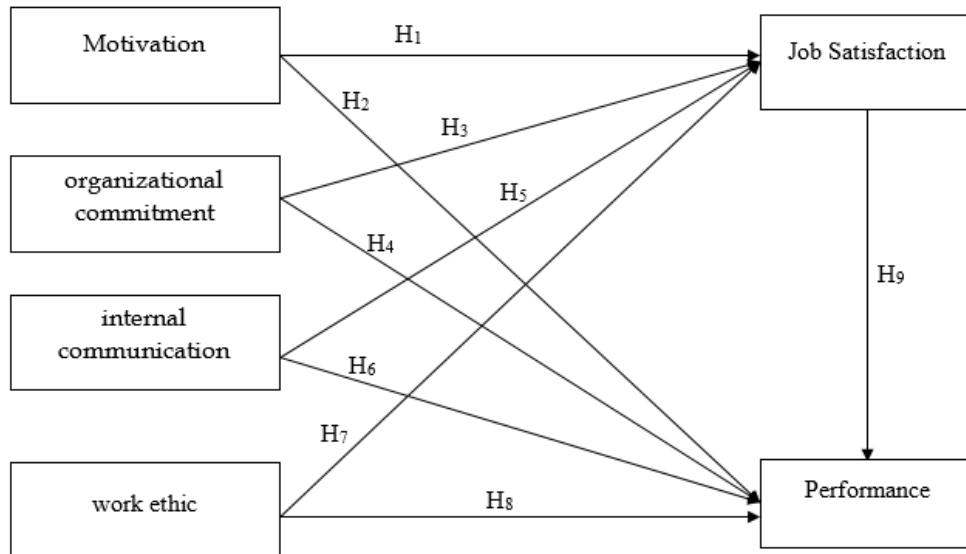 Motivation
H1
Job Satisfaction
H2
H3
organizational
commitment
H5
H4
H9
internal
communication
H6
H7
work ethic
H8
Performance